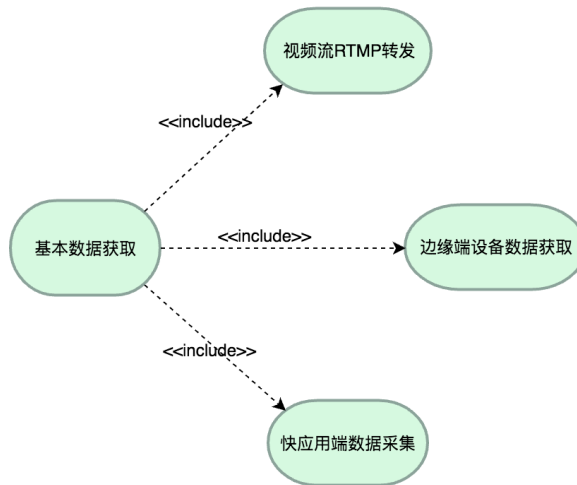 视频流RTMP转发
<<include>>
基本数据获取
<<include>>
边缘端设备数据获取
<<include>>
快应用端数据采集